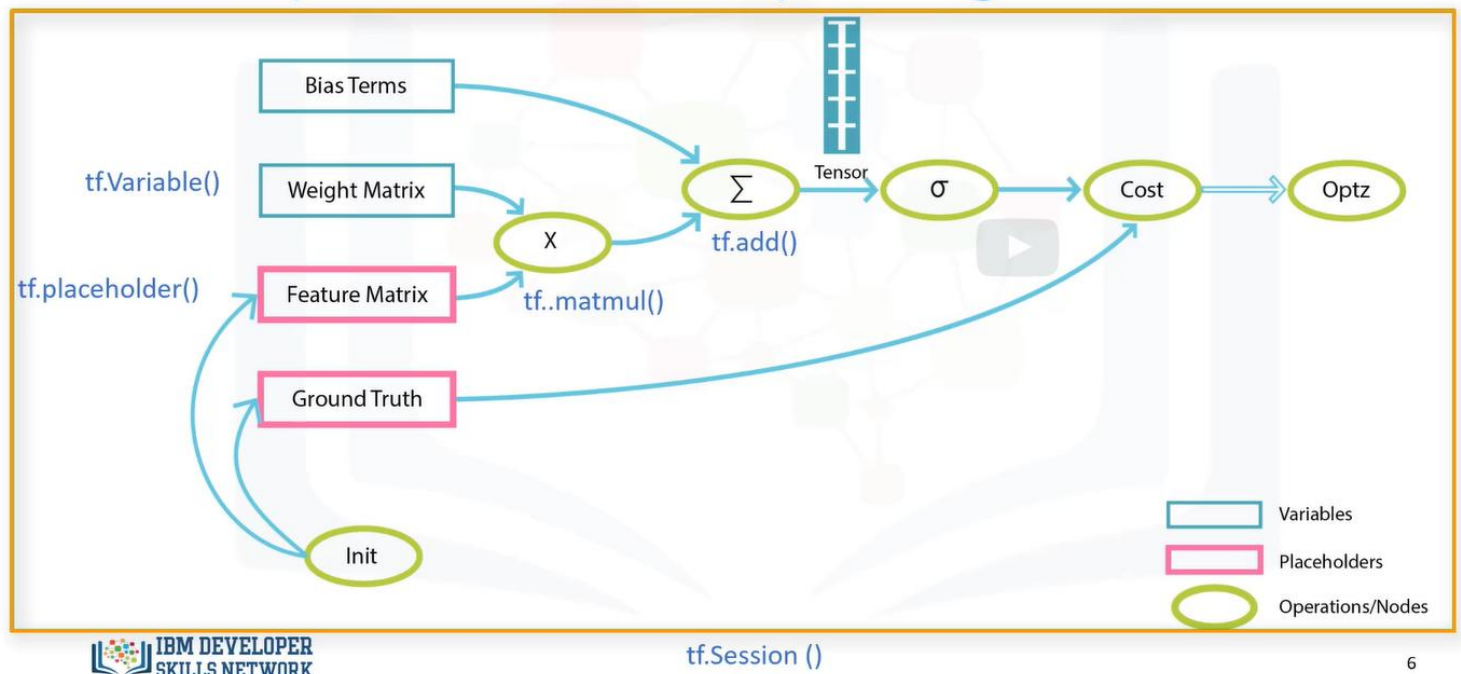 Bias Terms
tf.Variable()
Weight Matrix
X
Σ
tf.add()
Tensor
σ
Cost
Optz
tf.placeholder()
Feature Matrix
tf..matmul()
Ground Truth
Init
Variables
Placeholders
Operations/Nodes
IBM DEVELOPER
SKILLS NETWORK
tf.Session ()
6